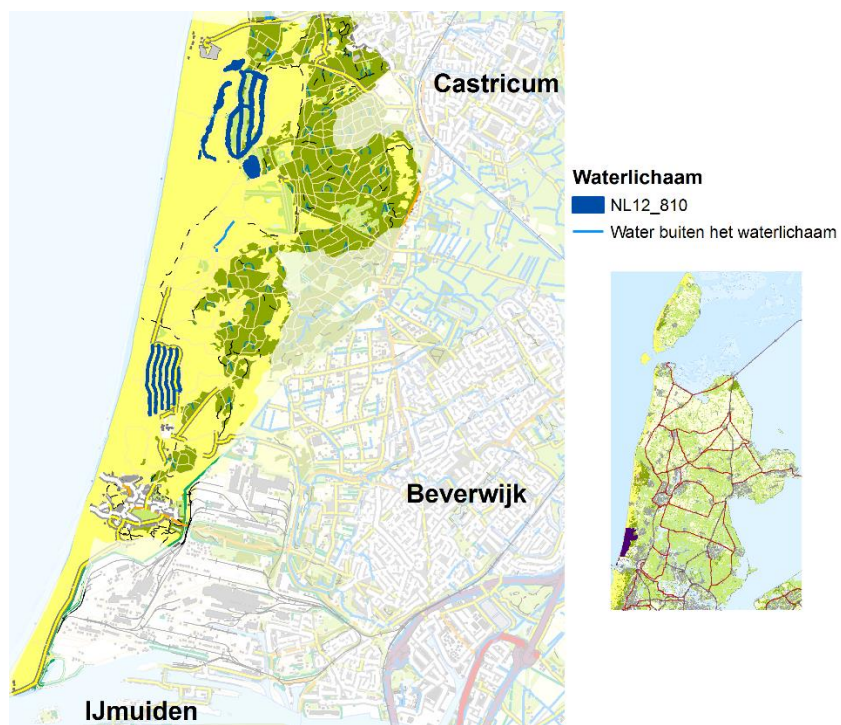 Castricum
Waterlichaam
NL12_810
Water buiten het waterlichaam
Beverwijk
IJmuiden